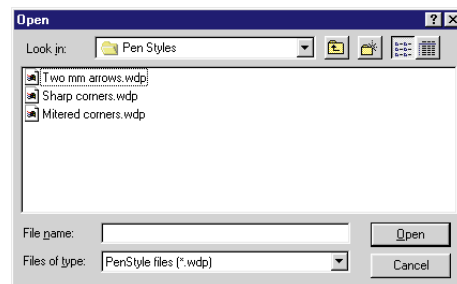 Open
Look in: Pen Styles
Two mm arrows.wdp
Sharp corners.wdp
Mitered corners.wdp
File name: Open
Files of type: PenStyle files (*.wdp) Cancel